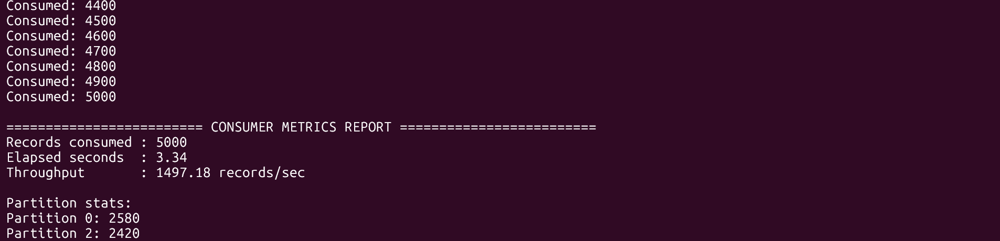 Consumed: 4400
Consumed: 4500
Consumed: 4600
Consumed: 4700
Consumed: 4800
Consumed: 4900
Consumed: 5000

========================= CONSUMER METRICS REPORT =========================
Records consumed : 5000
Elapsed seconds  : 3.34
Throughput       : 1497.18 records/sec

Partition stats:
Partition 0: 2580
Partition 2: 2420